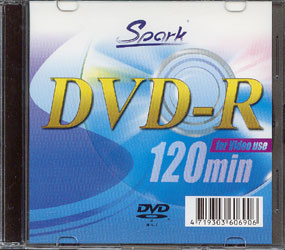 Spark
DVD-R
for Video use
120min
DVD
4719303606906